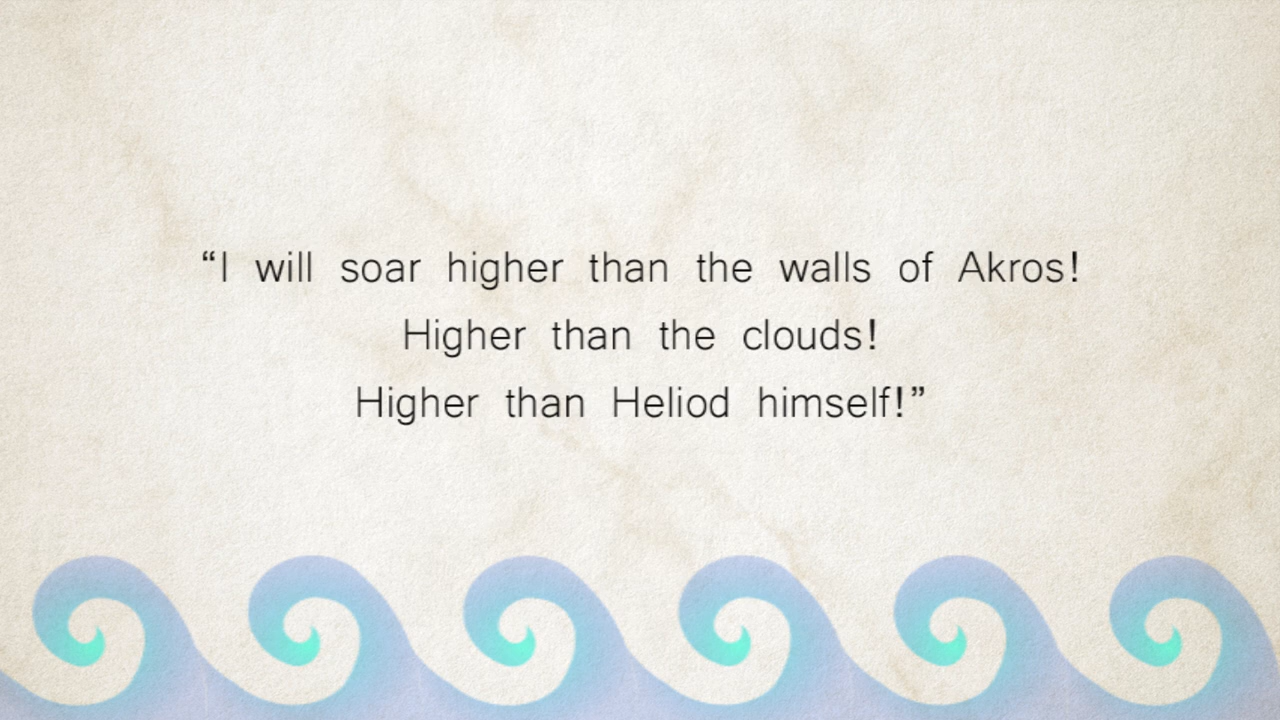 “I will soar higher than the walls of Akros!
Higher than the clouds!
Higher than Heliod himself!”